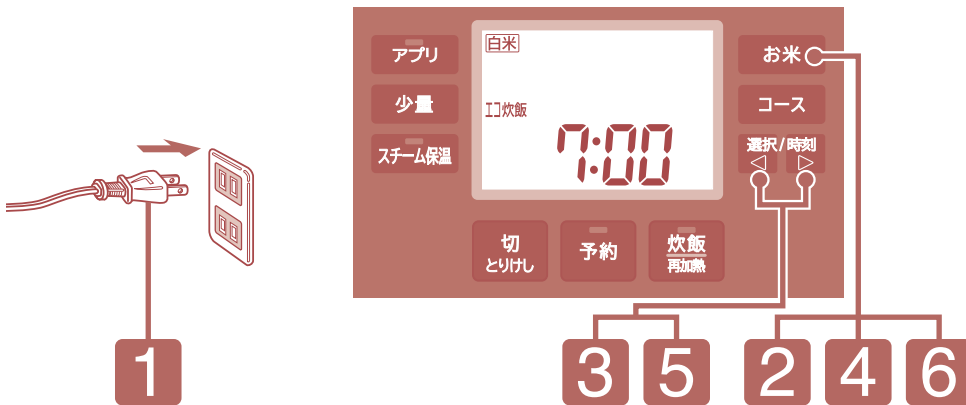 アプリ
少量
スチーム保温
白米
エコ炊飯
7:00
お米
コース
選択/時刻
◁ ▷
切
とりけし
予約
炊飯
再加熱
1
3 5 2 4 6